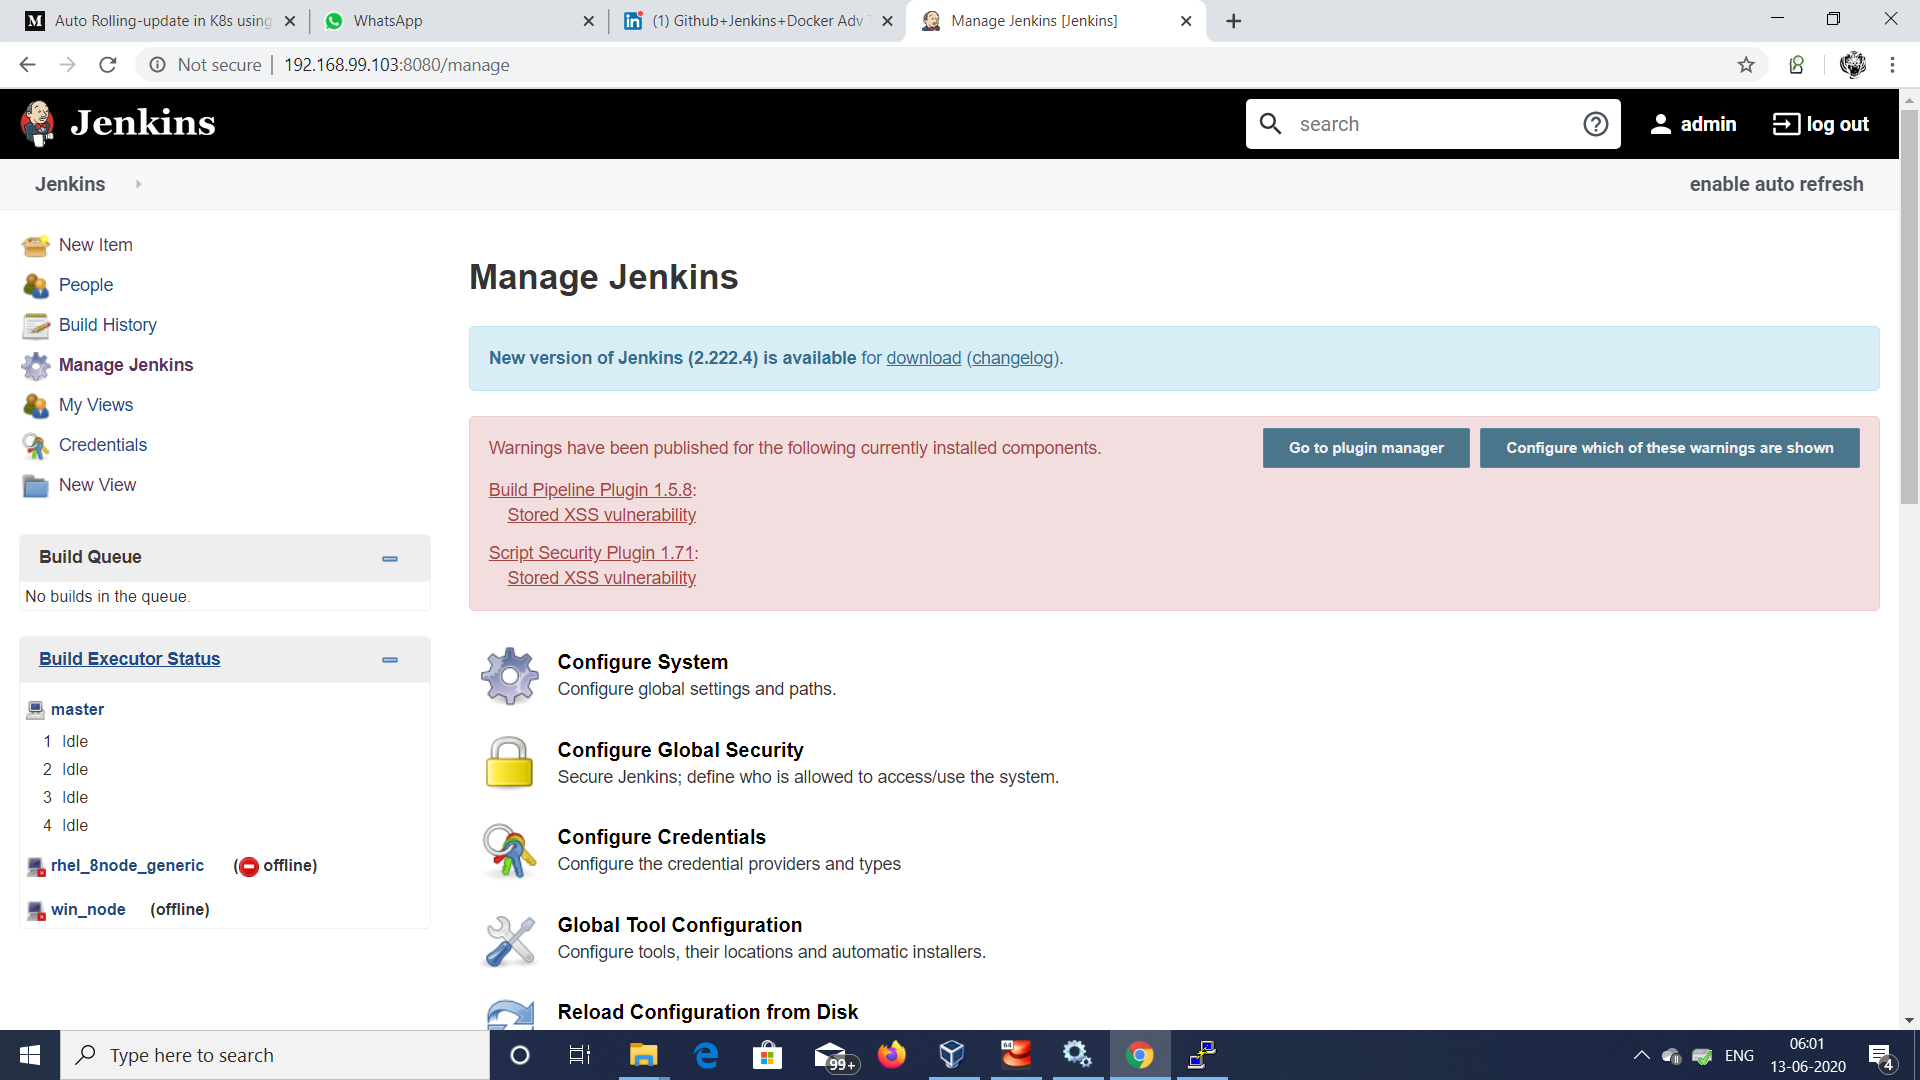 Auto Rolling-update in K8s using
WhatsApp
(1) Github+Jenkins+Docker Adv
Manage Jenkins [Jenkins]
Not secure
192.168.99.103:8080/manage
Jenkins
search
admin
log out
Jenkins
enable auto refresh
New Item
People
Build History
Manage Jenkins
My Views
Credentials
New View
Build Queue
No builds in the queue.
Build Executor Status
master
1 Idle
2 Idle
3 Idle
4 Idle
rhel_8node_generic (offline)
win_node (offline)
Manage Jenkins
New version of Jenkins (2.222.4) is available for download (changelog).
Warnings have been published for the following currently installed components.
Go to plugin manager
Configure which of these warnings are shown
Build Pipeline Plugin 1.5.8:
Stored XSS vulnerability
Script Security Plugin 1.71:
Stored XSS vulnerability
Configure System
Configure global settings and paths.
Configure Global Security
Secure Jenkins; define who is allowed to access/use the system.
Configure Credentials
Configure the credential providers and types
Global Tool Configuration
Configure tools, their locations and automatic installers.
Reload Configuration from Disk
Type here to search
99+
64
ENG
06:01
13-06-2020
4